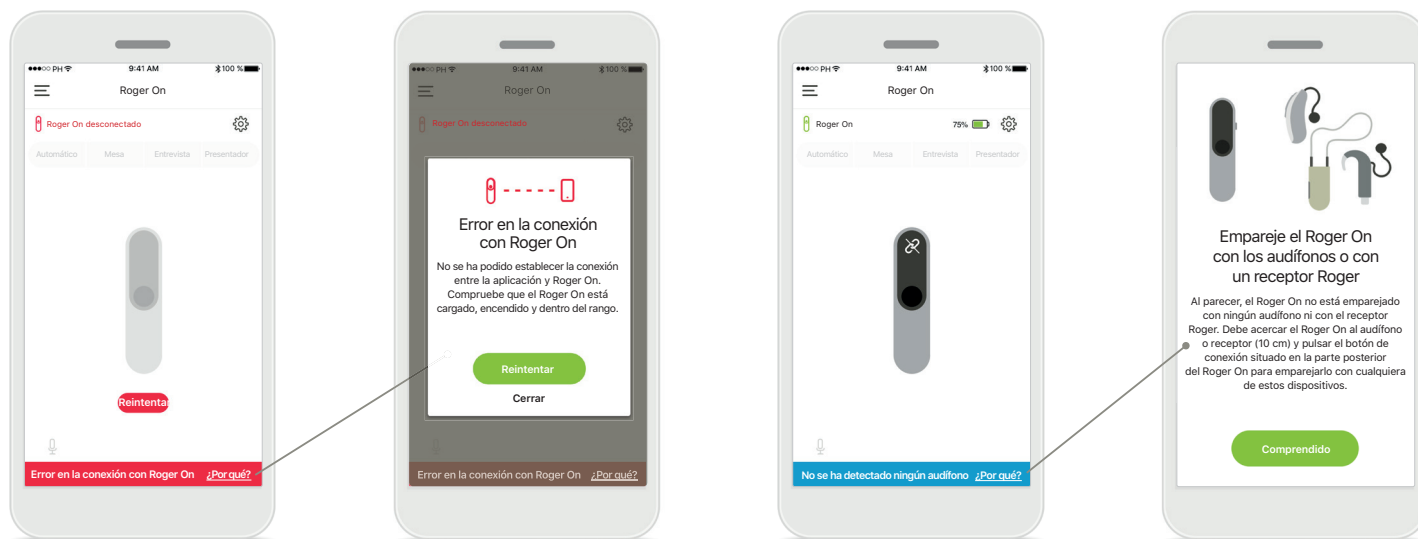 PH 9:41 AM 100 %
Roger On
Roger On desconectado
Automático Mesa Entrevista Presentador
Reintentar
Error en la conexión con Roger On ¿Por qué?
PH 9:41 AM 100 %
Roger On
Roger On desconectado
Error en la conexión
con Roger On
No se ha podido establecer la conexión
entre la aplicación y Roger On.
Compruebe que el Roger On está
cargado, encendido y dentro del rango.
Reintentar
Cerrar
Error en la conexión con Roger On ¿Por qué?
PH 9:41 AM 100 %
Roger On
Roger On 75%
Automático Mesa Entrevista Presentador
No se ha detectado ningún audífono ¿Por qué?
Empareje el Roger On
con los audífonos o con
un receptor Roger
Al parecer, el Roger On no está emparejado
con ningún audífono ni con el receptor
Roger. Debe acercar el Roger On al audífono
o receptor (10 cm) y pulsar el botón de
conexión situado en la parte posterior
del Roger On para emparejarlo con cualquiera
de estos dispositivos.
Comprendido